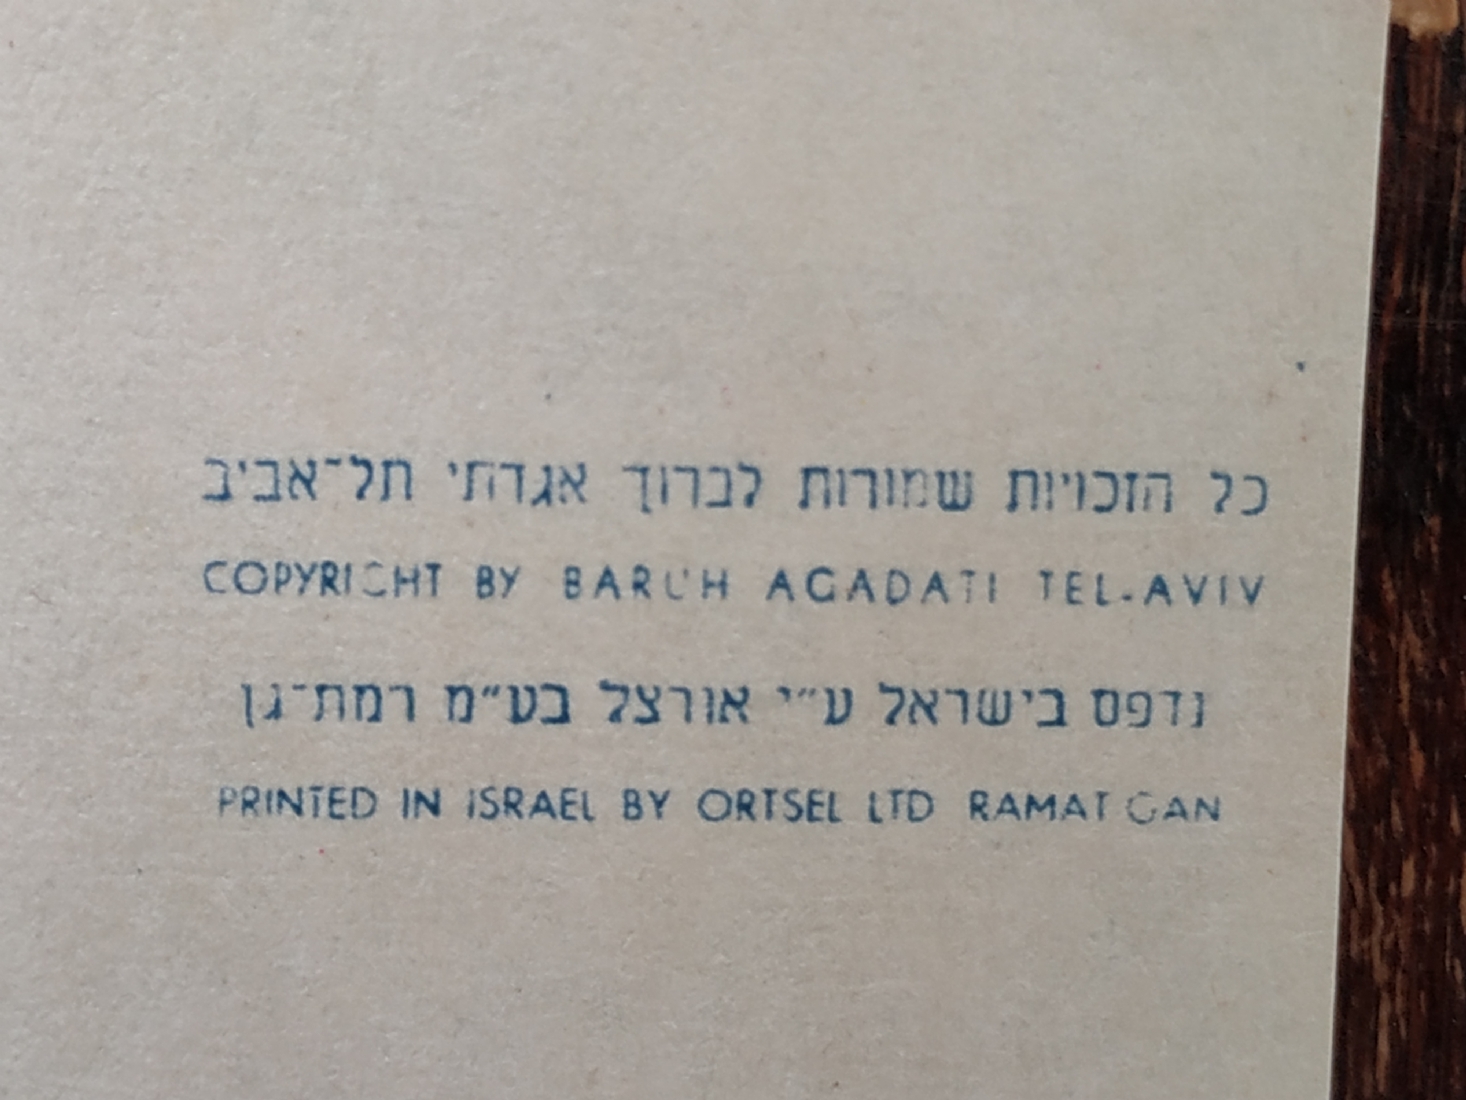 כל הזכויות שמורות לברוך אגדתי תל־אביב
COPYRIGHT BY BARUH AGADATI TEL-AVIV
נדפס בישראל ע״י אורצל בע״מ רמת־גן
PRINTED IN ISRAEL BY ORTSEL LTD RAMAT GAN